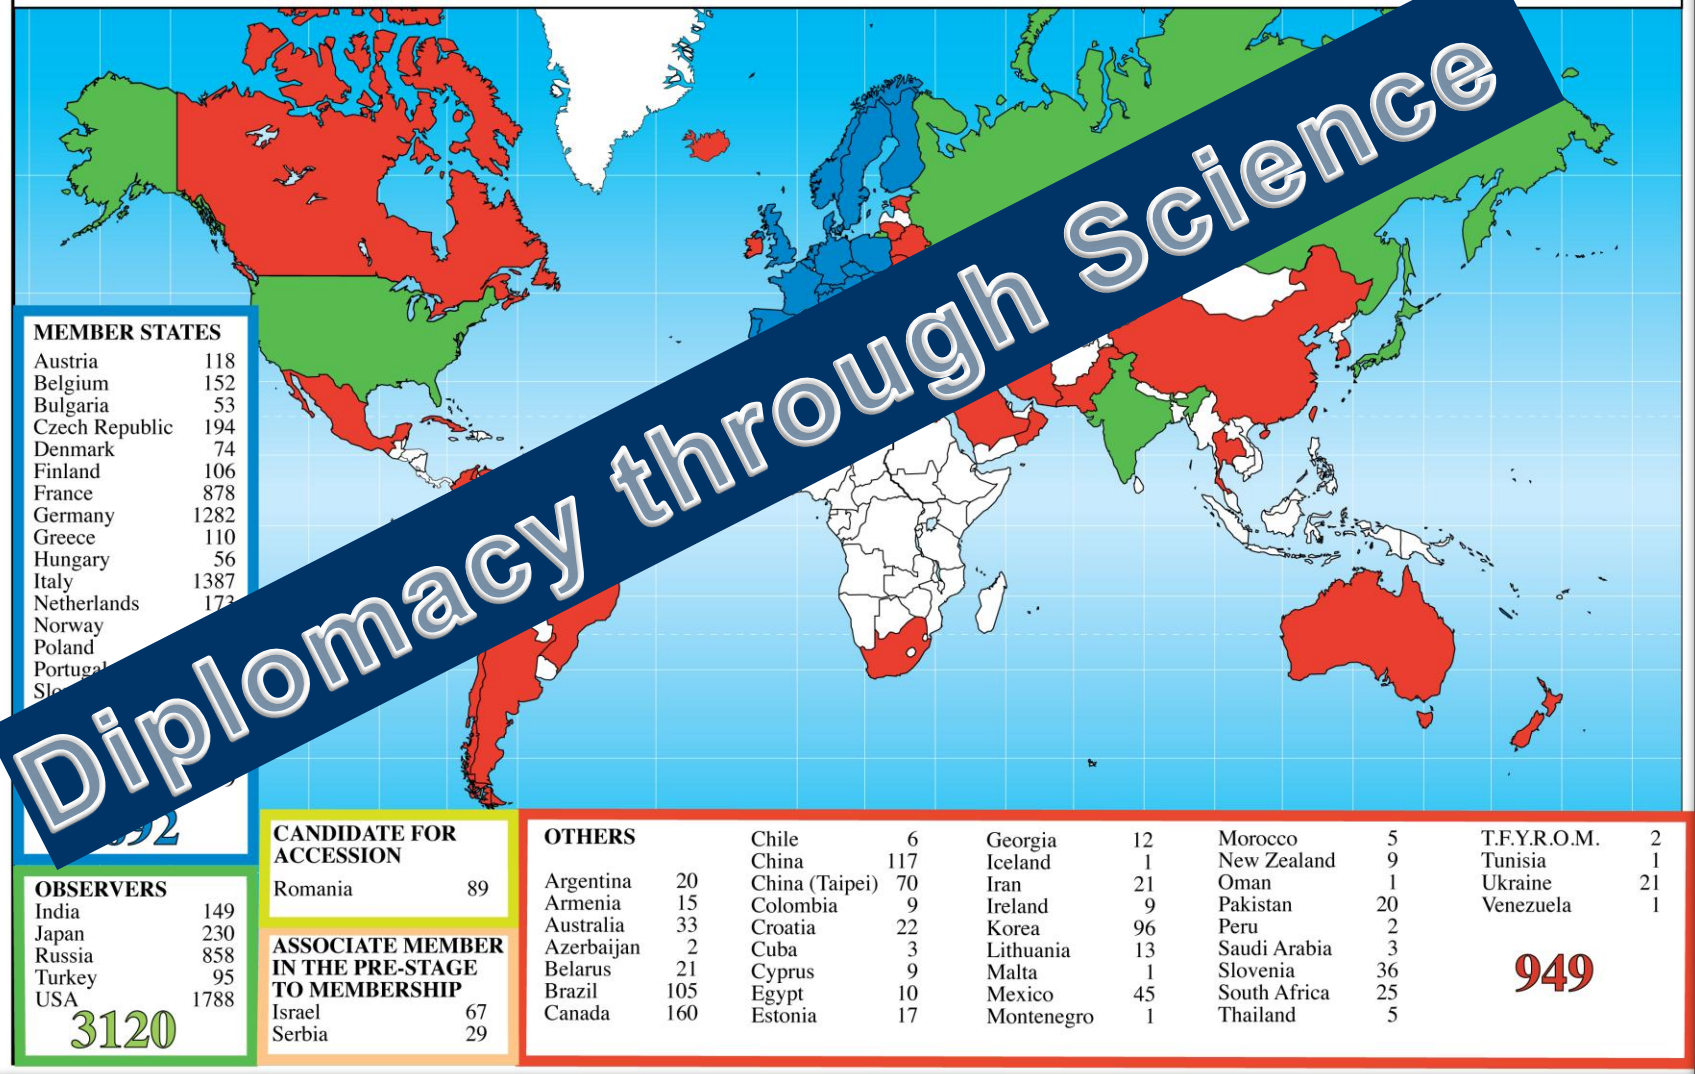 Diplomacy through Science
MEMBER STATES
Austria 118
Belgium 152
Bulgaria 53
Czech Republic 194
Denmark 74
Finland 106
France 878
Germany 1282
Greece 110
Hungary 56
Italy 1387
Netherlands
Norway
Poland
OBSERVERS
India 149
Japan 230
Russia 858
Turkey 95
USA 1788
3120
CANDIDATE FOR
ACCESSION
Romania 89
ASSOCIATE MEMBER
IN THE PRE-STAGE
TO MEMBERSHIP
Israel 67
Serbia 29
OTHERS
Argentina 20
Armenia 15
Australia 33
Azerbaijan 2
Belarus 21
Brazil 105
Canada 160
Chile 6
China 117
China (Taipei) 70
Colombia 9
Croatia 22
Cuba 3
Cyprus 9
Egypt 10
Estonia 17
Georgia 12
Iceland 1
Iran 21
Ireland 9
Korea 96
Lithuania 13
Malta 1
Mexico 45
Montenegro 1
Morocco 5
New Zealand 9
Oman 1
Pakistan 20
Peru 2
Saudi Arabia 3
Slovenia 36
South Africa 25
Thailand 5
T.F.Y.R.O.M. 2
Tunisia 1
Ukraine 21
Venezuela 1
949